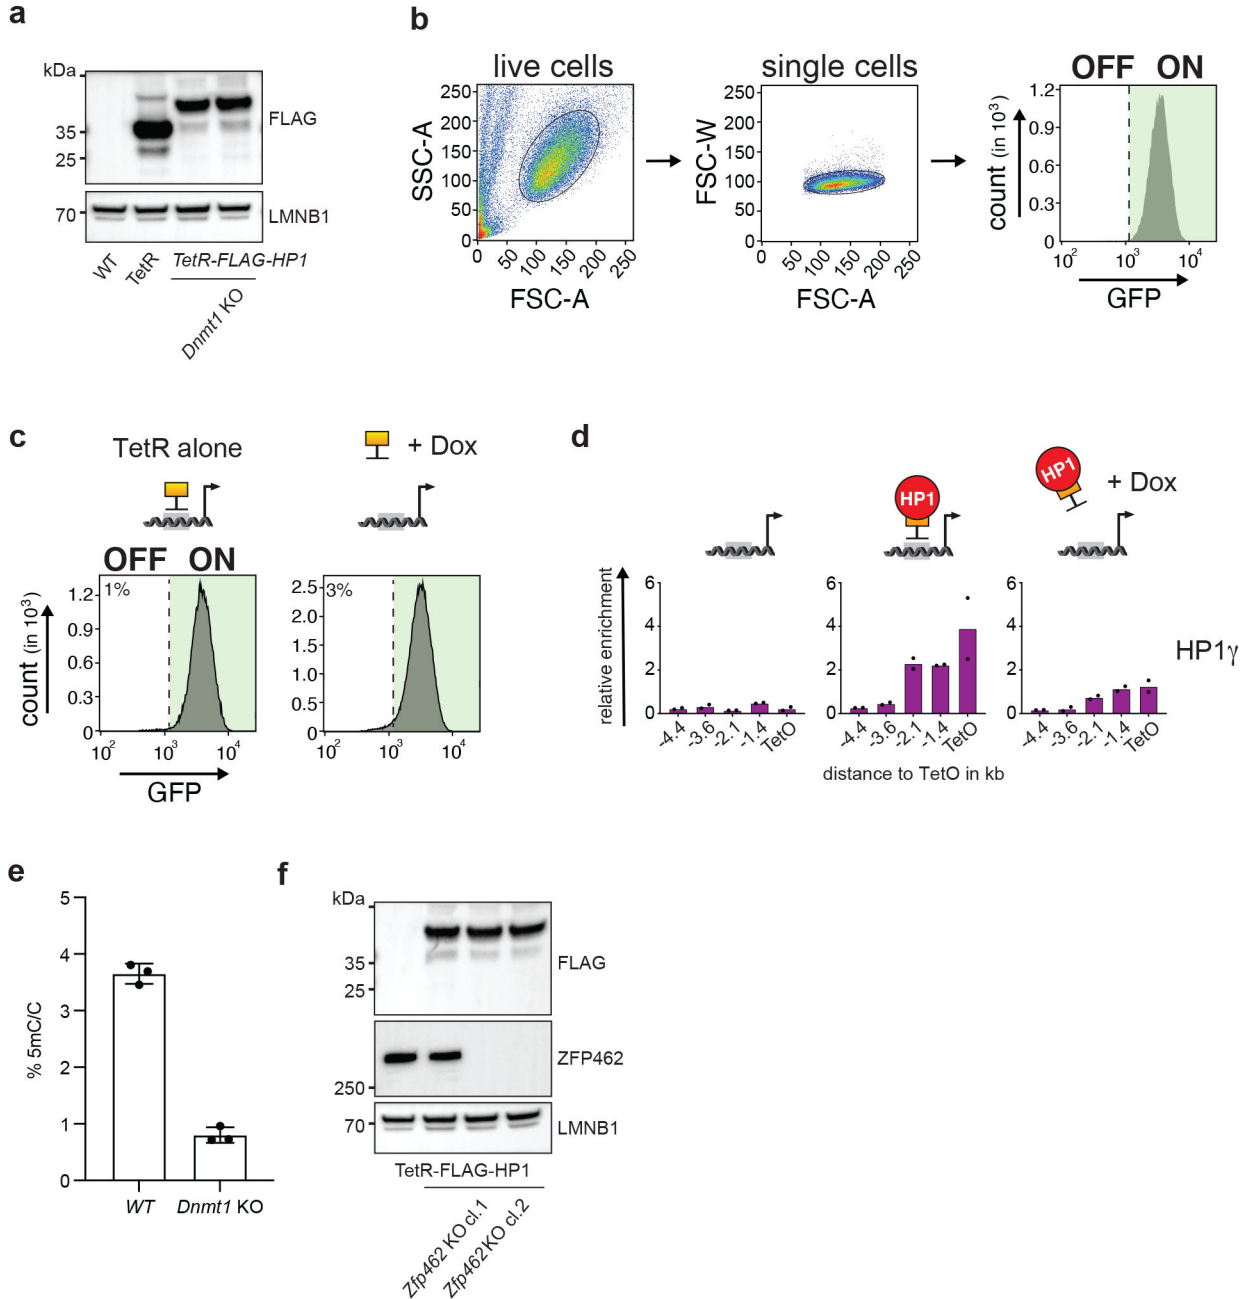 a
kDa
35
25
70
FLAG
LMNB1
WT
TetR
TetR-FLAG-HP1
Dnmt1 KO
b
live cells
SSC-A
250
200
150
100
50
0
0 50 100 150 200 250
FSC-A
single cells
FSC-W
250
200
150
100
50
0
0 50 100 150 200 250
FSC-A
OFF ON
count (in 10³)
1.2
0.9
0.6
0.3
0
10² 10³ 10⁴
GFP
c
TetR alone
OFF ON
1%
count (in 10³)
1.2
0.9
0.6
0.3
0
10² 10³ 10⁴
GFP
+ Dox
3%
2.5
2.0
1.5
1.0
0.5
0
10² 10³ 10⁴
d
HP1
HP1
+ Dox
relative enrichment
6
4
2
0
-4.4 -3.6 -2.1 -1.4 TetO
6
4
2
0
-4.4 -3.6 -2.1 -1.4 TetO
6
4
2
0
-4.4 -3.6 -2.1 -1.4 TetO
HP1γ
distance to TetO in kb
e
% 5mC/C
5
4
3
2
1
0
WT Dnmt1 KO
f
kDa
35
25
250
70
FLAG
ZFP462
LMNB1
TetR-FLAG-HP1
Zfp462 KO cl.1
Zfp462 KO cl.2